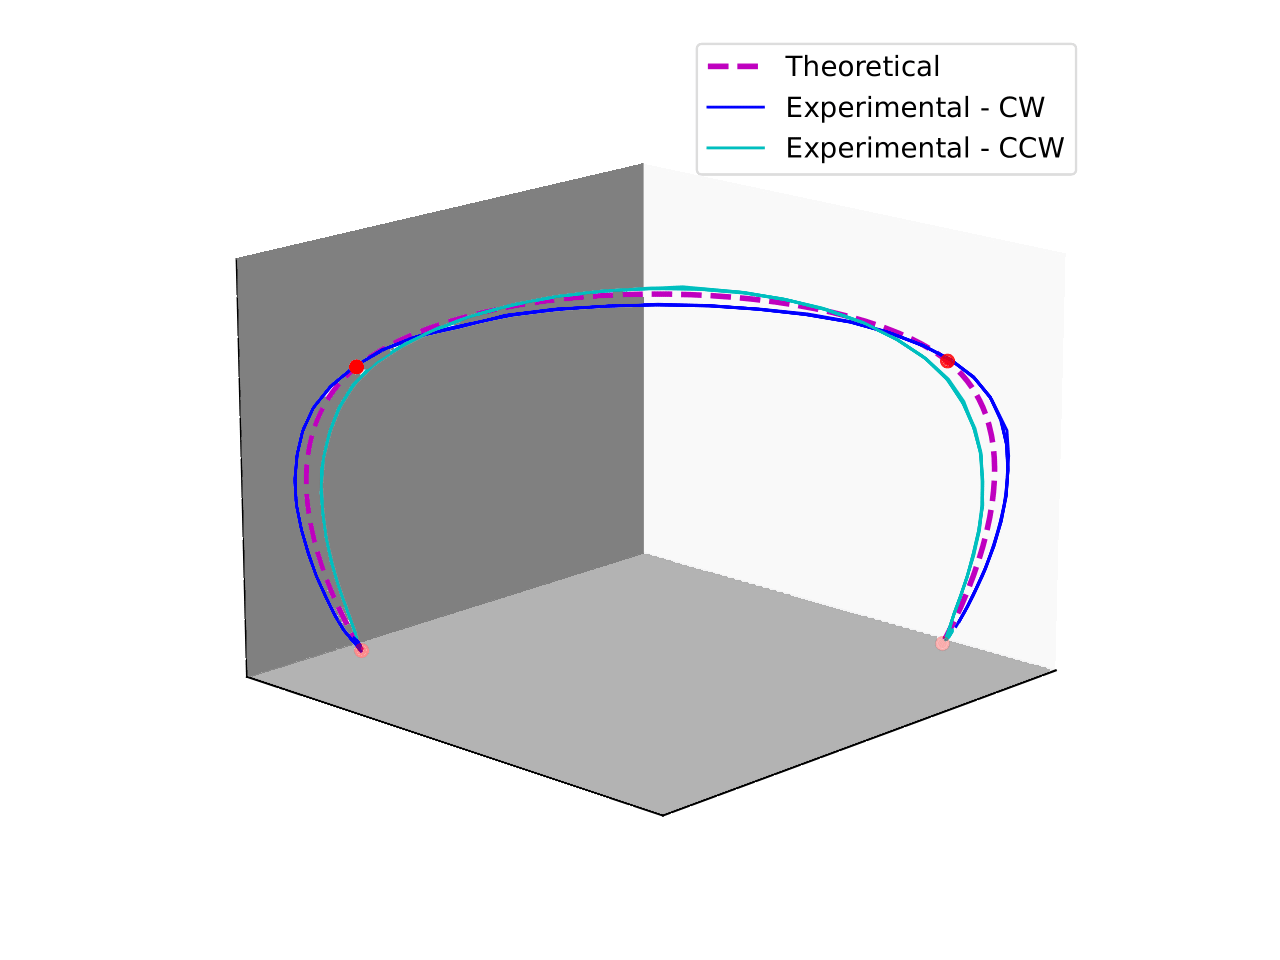 Theoretical
Experimental - CW
Experimental - CCW